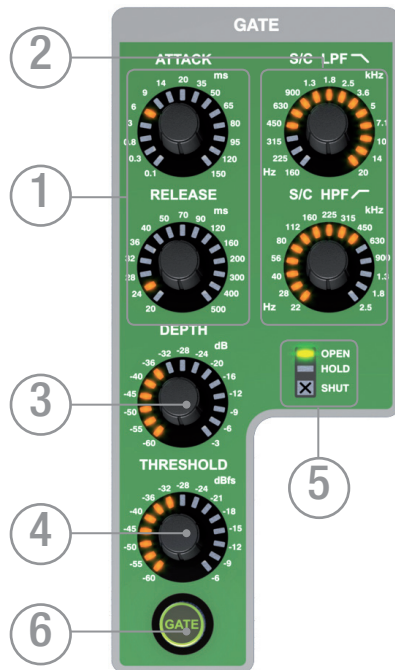 GATE
2
ATTACK
0.1 0.3 0.8 3 6 9 14 20 35 50 65 80 95 120 150
ms
S/C LPF
Hz 160 225 315 450 630 900 1.3 1.8 2.5 3.6 5 7.1 10 14 20
kHz
1
RELEASE
20 24 28 32 36 40 50 70 90 120 160 200 300 400 500
ms
S/C HPF
Hz 22 28 40 56 80 112 160 225 315 450 630 900 1.3 1.8 2.5
kHz
DEPTH
-60 -55 -50 -45 -40 -36 -32 -28 -24 -20 -16 -12 -9 -6 -3
dB
3
OPEN
HOLD
SHUT
5
THRESHOLD
-60 -55 -50 -45 -40 -36 -32 -28 -24 -21 -18 -15 -12 -9 -6
dBfs
4
GATE
6